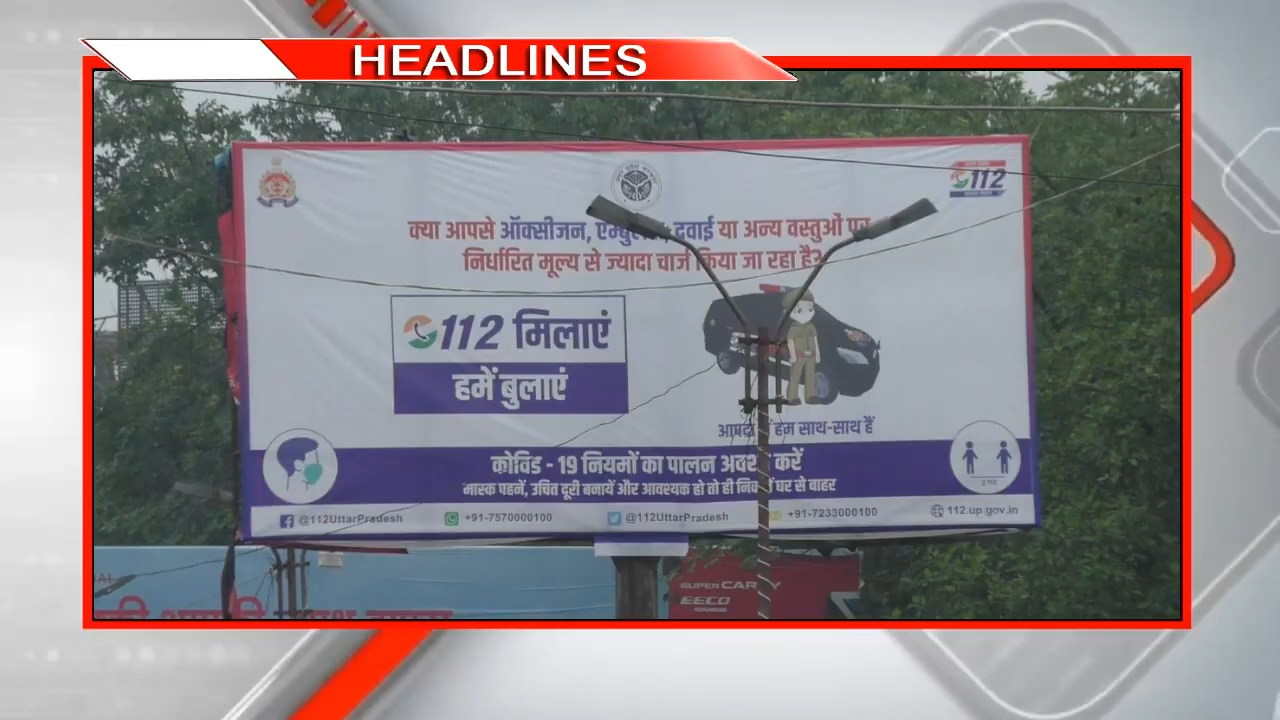 HEADLINES
112
क्या आपसे ऑक्सीजन, एम्बुलेंस, दवाई या अन्य वस्तुओं पर
निर्धारित मूल्य से ज्यादा चार्ज किया जा रहा है?
112 मिलाएं
हमें बुलाएं
आपदा में हम साथ-साथ हैं
कोविड - 19 नियमों का पालन अवश्य करें
मास्क पहनें, उचित दूरी बनायें और आवश्यक हो तो ही निकलें घर से बाहर
@112UttarPradesh +91-7570000100 @112UttarPradesh +91-7233000100 112.up.gov.in
SUPER CARRY
EECO